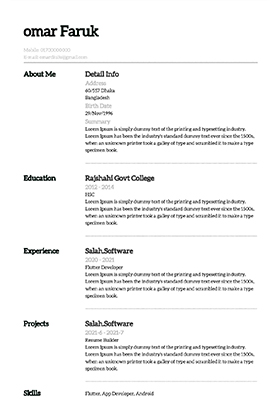 omar Faruk
Mobile: 01700000000
About Me
Detail Info
Address
60/557 Dhaka
Bangladesh
Birth Date
29/Nov/1996
Summary
Lorem Ipsum is simply dummy text of the printing and typesetting industry.
Lorem Ipsum has been the industry's standard dummy text ever since the 1500s,
when an unknown printer took a galley of type and scrambled it to make a type
specimen book.
Education
Rajshahi Govt College
2012 - 2014
HSC
Lorem Ipsum is simply dummy text of the printing and typesetting industry.
Lorem Ipsum has been the industry's standard dummy text ever since the 1500s,
when an unknown printer took a galley of type and scrambled it to make a type
specimen book.
Experience
Salah.Software
2020 - 2021
Flutter Developer
Lorem Ipsum is simply dummy text of the printing and typesetting industry.
Lorem Ipsum has been the industry's standard dummy text ever since the 1500s,
when an unknown printer took a galley of type and scrambled it to make a type
specimen book.
Projects
Salah.Software
2021-6 - 2021-7
Resume Builder
Lorem Ipsum is simply dummy text of the printing and typesetting industry.
Lorem Ipsum has been the industry's standard dummy text ever since the 1500s,
when an unknown printer took a galley of type and scrambled it to make a type
specimen book.
Skills
Flutter, App Developer, Android